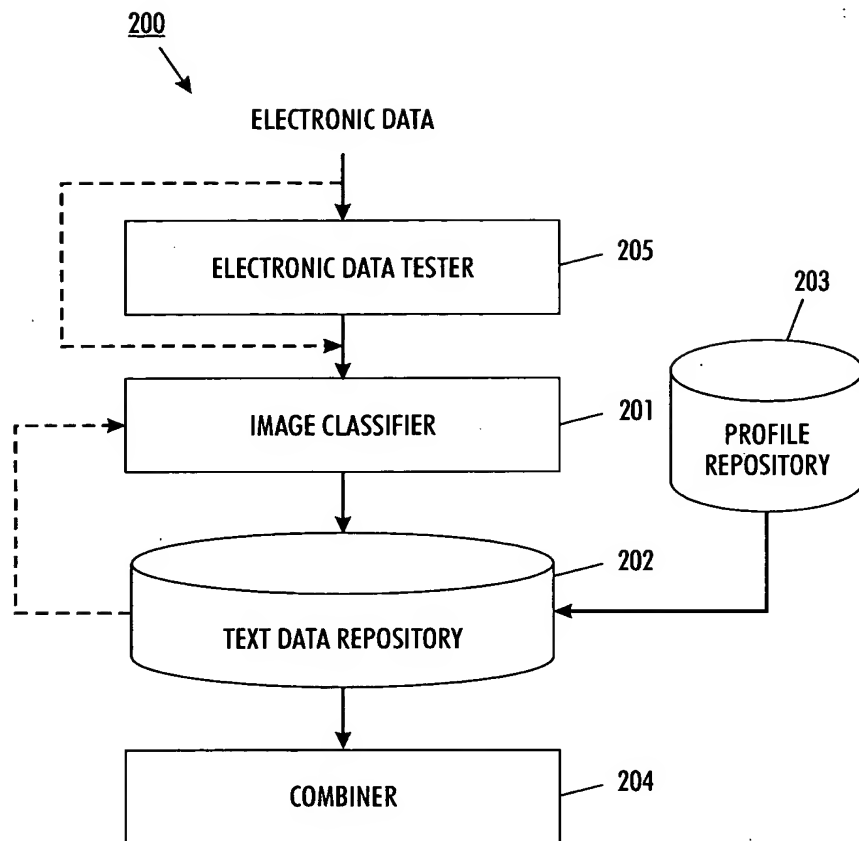 200
ELECTRONIC DATA
ELECTRONIC DATA TESTER
205
203
IMAGE CLASSIFIER
201
PROFILE
REPOSITORY
202
TEXT DATA REPOSITORY
COMBINER
204